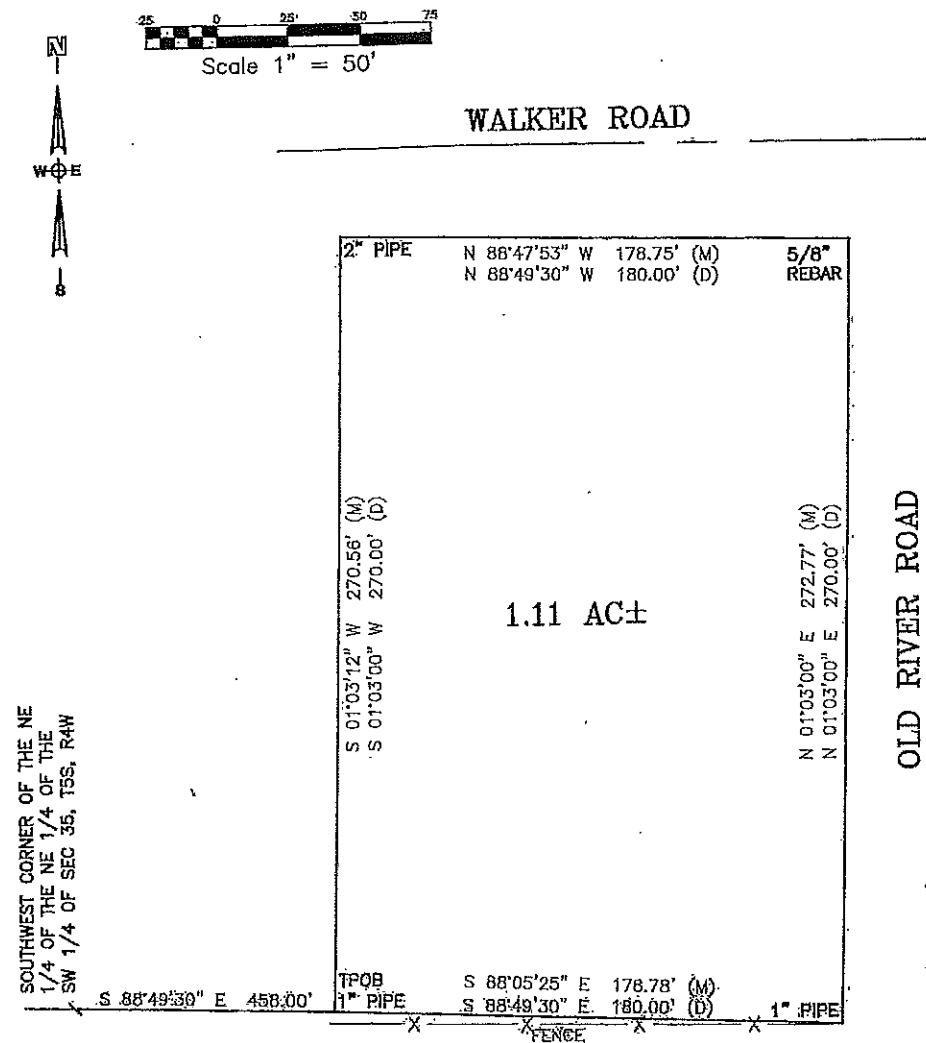 25 0 25' 50 75
Scale 1" = 50'
N
W E
S
WALKER ROAD
2" PIPE
N 88°47'53" W 178.75' (M)
N 88°49'30" W 180.00' (D)
5/8"
REBAR
S 01°03'12" W 270.56' (M)
S 01°03'00" W 270.00' (D)
1.11 AC±
N 01°03'00" E 272.77' (M)
N 01°03'00" E 270.00' (D)
OLD RIVER ROAD
SOUTHWEST CORNER OF THE NE
1/4 OF THE NE 1/4 OF THE
SW 1/4 OF SEC 35, T5S, R4W
S 88°49'30" E 458.00'
TPOB
1" PIPE
S 88°05'25" E 178.78' (M)
S 88°49'30" E 180.00' (D)
1" PIPE
X X X X
FENCE